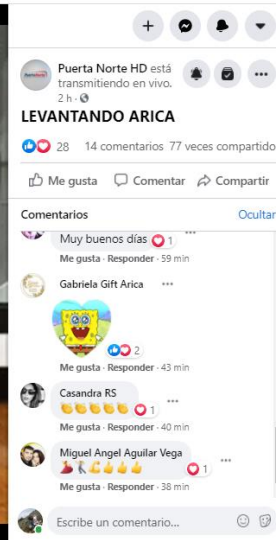 Puerta Norte HD está
transmitiendo en vivo.
2 h ·
LEVANTANDO ARICA
28 14 comentarios 77 veces compartido
Me gusta Comentar Compartir
Comentarios Ocultar
Muy buenos días 1
Me gusta · Responder · 59 min
Gabriela Gift Arica
2
Me gusta · Responder · 43 min
Casandra RS
👏👏👏👏👏 1
Me gusta · Responder · 40 min
Miguel Angel Aguilar Vega
1
Me gusta · Responder · 38 min
Escribe un comentario...